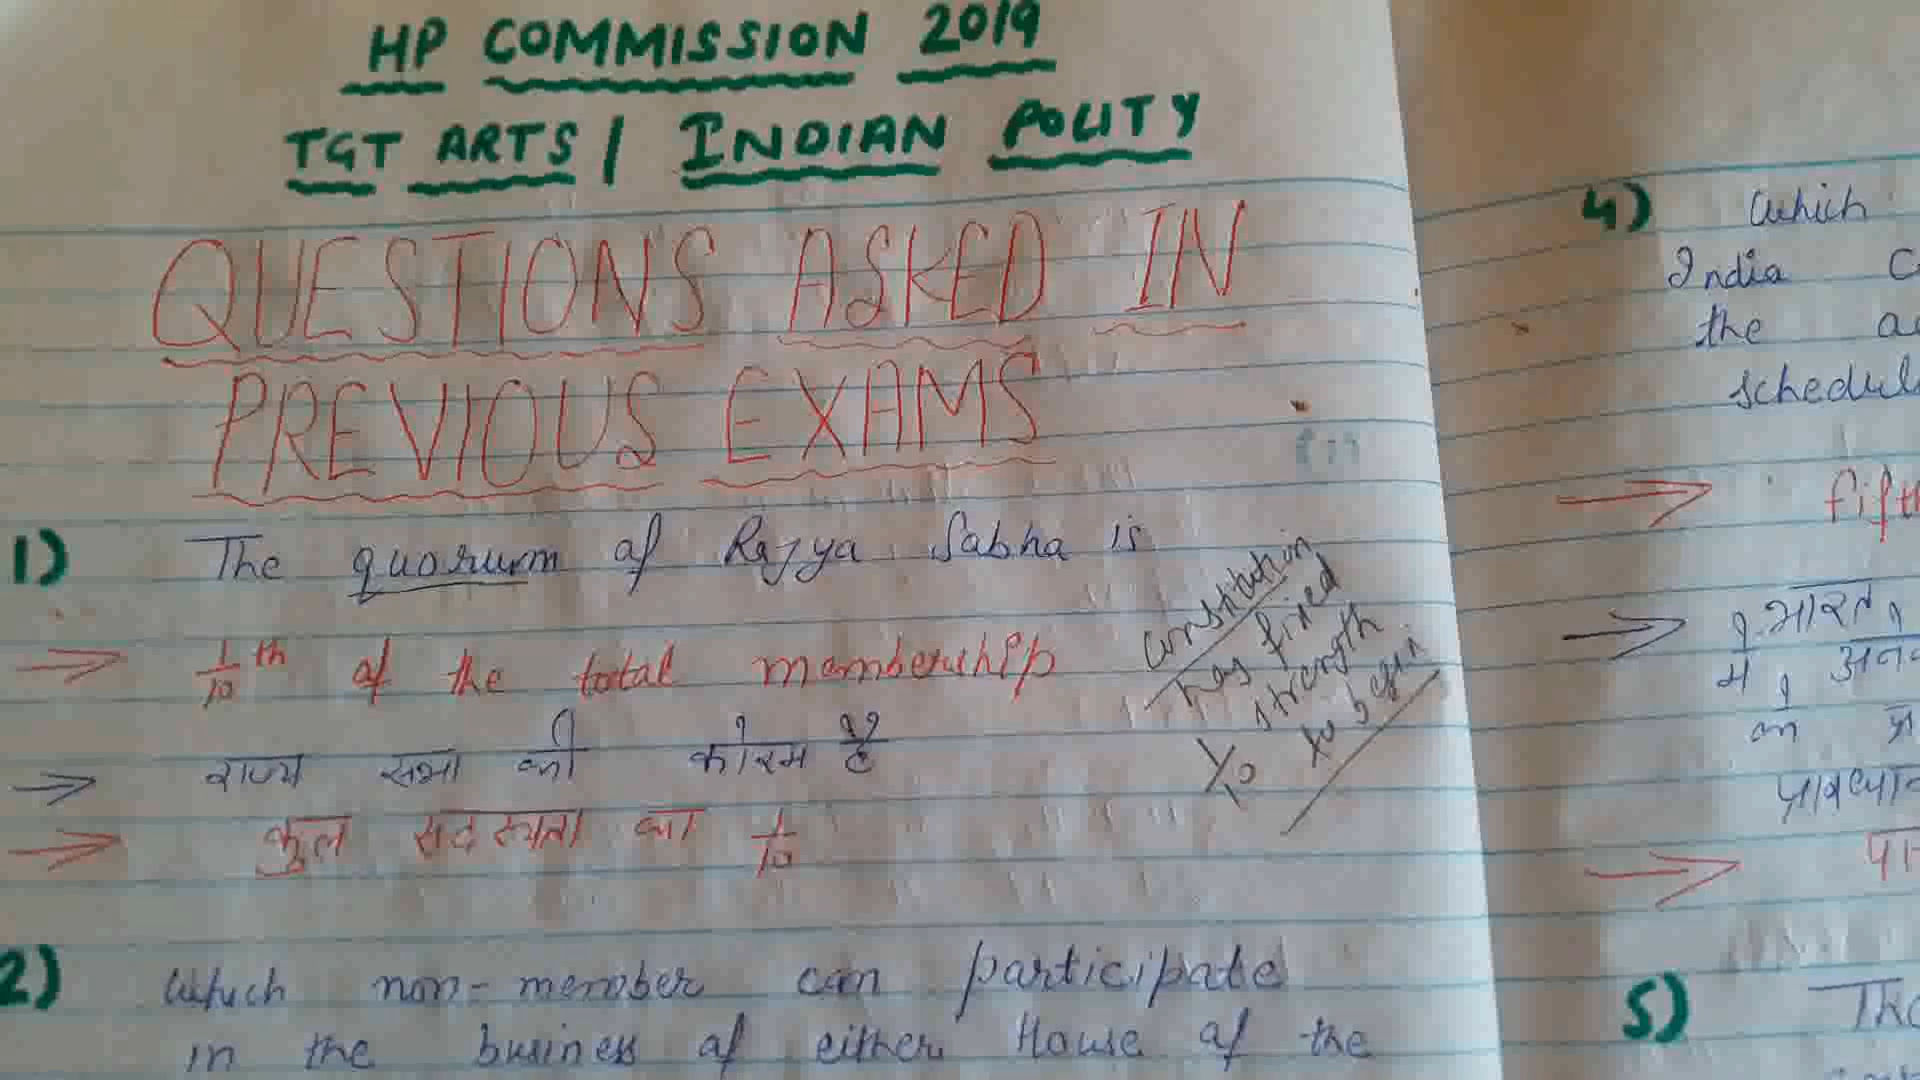 HP COMMISSION 2019
TGT ARTS / INDIAN POLITY
QUESTIONS ASKED IN
PREVIOUS EXAMS
1) The quorum of Rajya Sabha is
→ 1/10 th of the total membership
constitution
has fixed
1/10 strength
to begin
→ राज्य सभा की कोरम है
→ कुल सदस्यता का 1/10
2) Which non-member can participate
in the business of either House of the
4) Which
India
the
→
→ भारत
→
5)